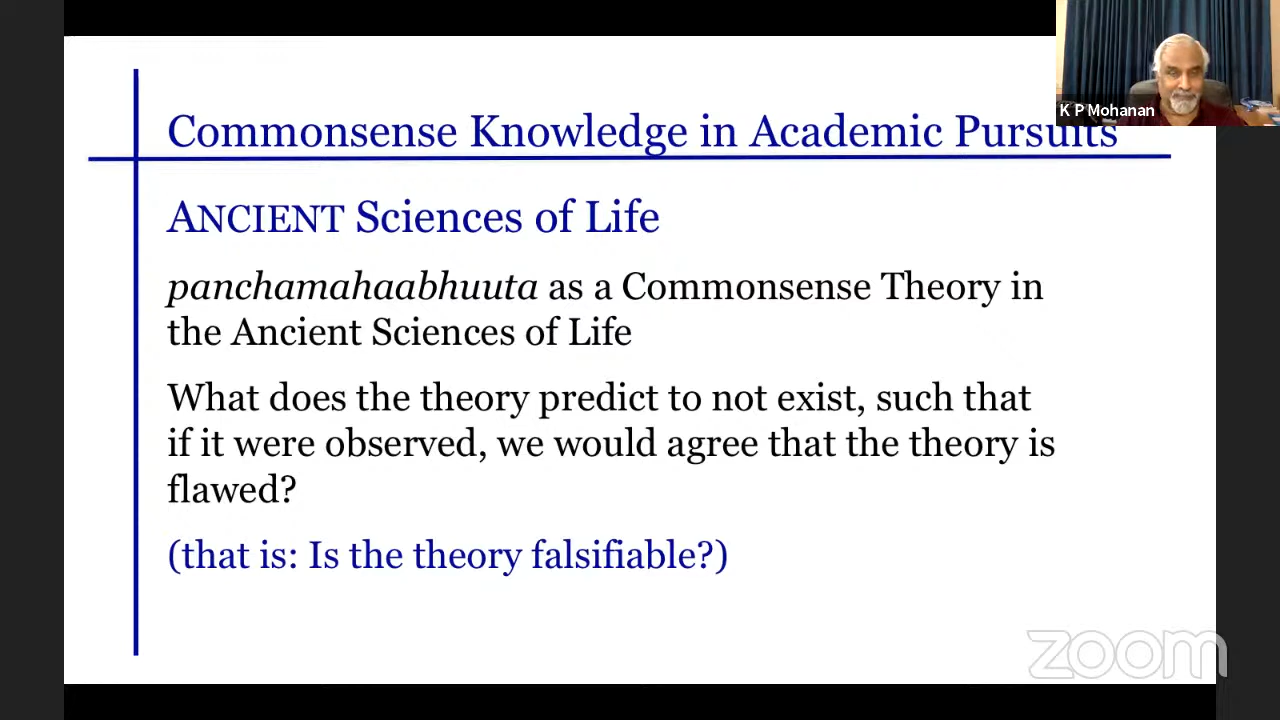 K P Mohanan
Commonsense Knowledge in Academic Pursuits
ANCIENT Sciences of Life
panchamahaabhuuta as a Commonsense Theory in
the Ancient Sciences of Life
What does the theory predict to not exist, such that
if it were observed, we would agree that the theory is
flawed?
(that is: Is the theory falsifiable?)
zoom